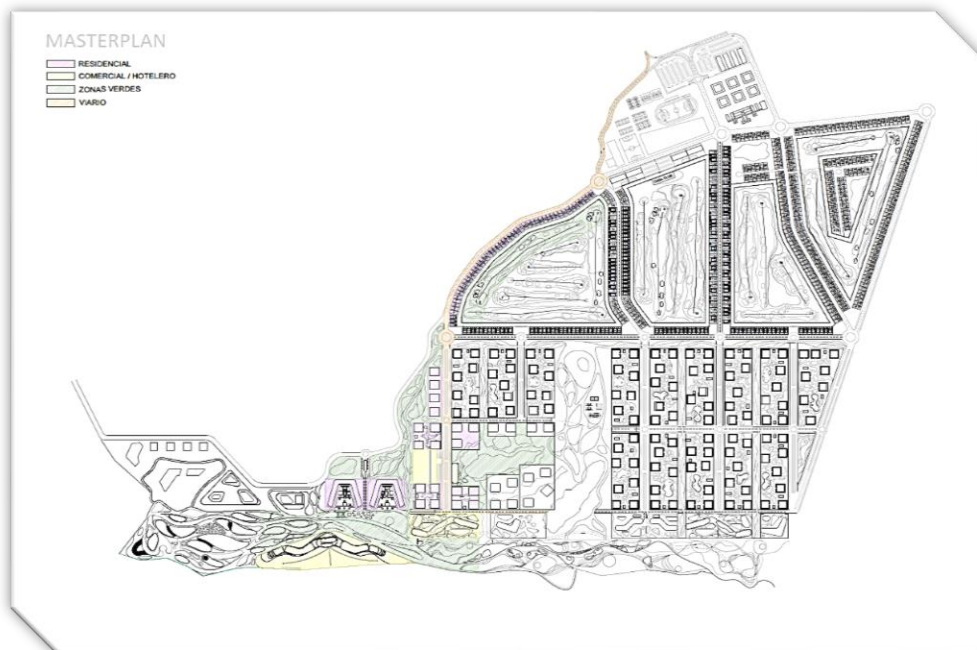 MASTERPLAN
RESIDENCIAL
COMERCIAL / HOTELERO
ZONAS VERDES
VIARIO